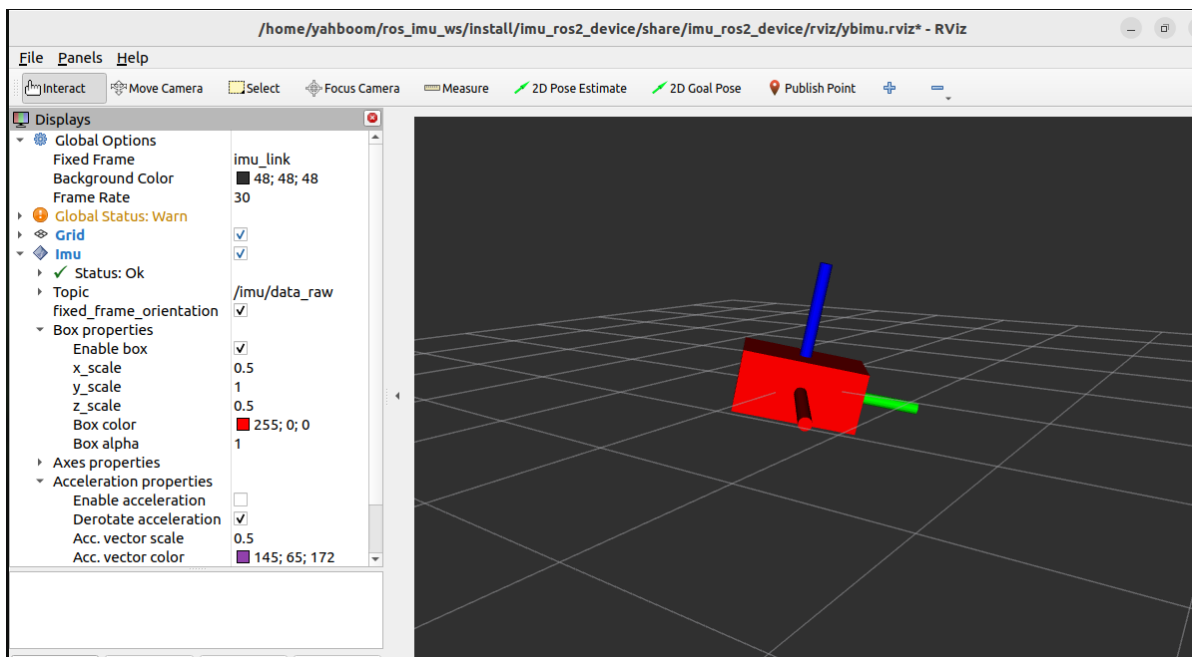 /home/yahboom/ros_imu_ws/install/imu_ros2_device/share/imu_ros2_device/rviz/ybimu.rviz* - RViz
File Panels Help
Interact Move Camera Select Focus Camera Measure 2D Pose Estimate 2D Goal Pose Publish Point
Displays
Global Options
Fixed Frame imu_link
Background Color 48; 48; 48
Frame Rate 30
Global Status: Warn
Grid
Imu
Status: Ok
Topic /imu/data_raw
fixed_frame_orientation
Box properties
Enable box
x_scale 0.5
y_scale 1
z_scale 0.5
Box color 255; 0; 0
Box alpha 1
Axes properties
Acceleration properties
Enable acceleration
Derotate acceleration
Acc. vector scale 0.5
Acc. vector color 145; 65; 172